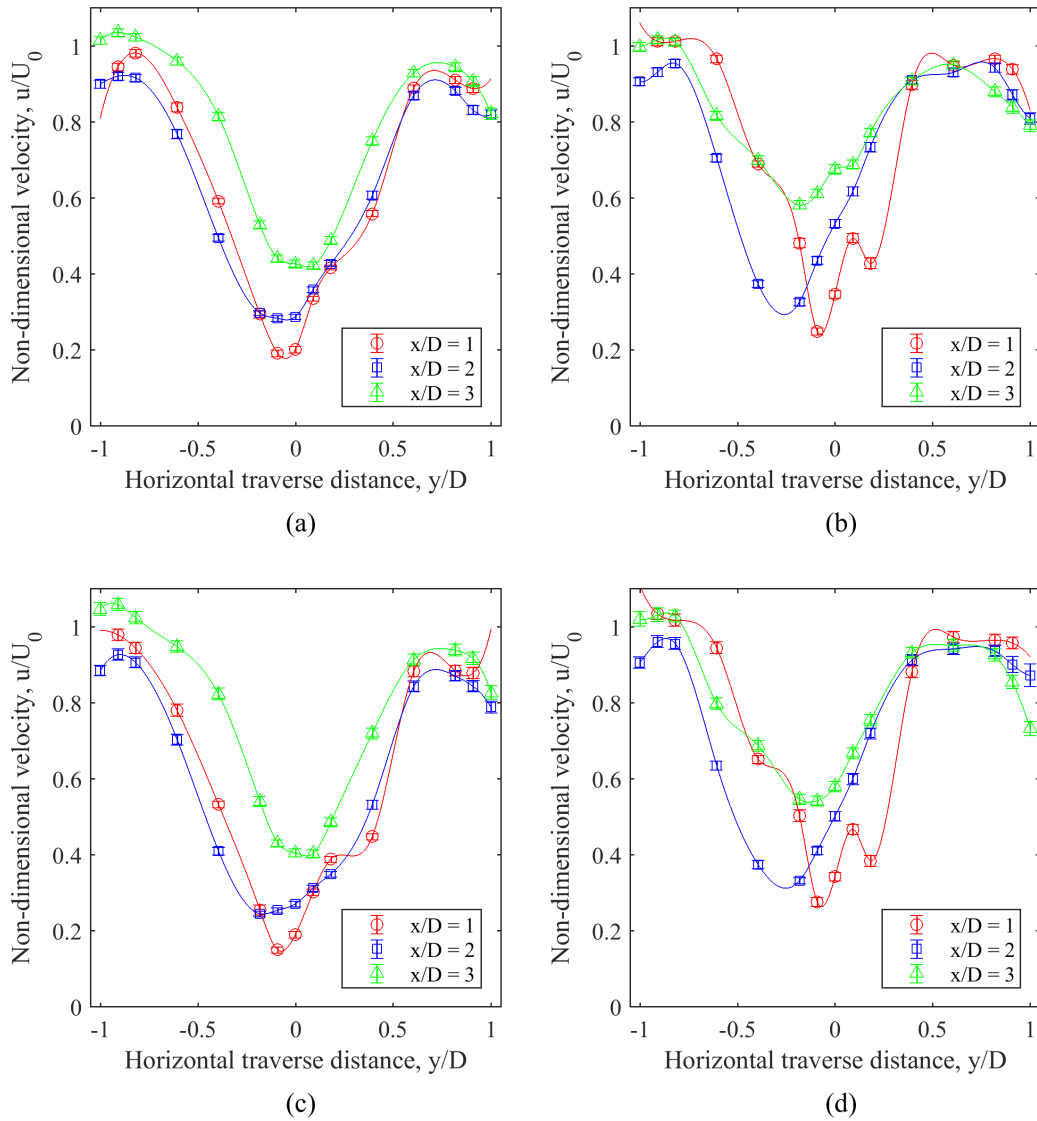 Non-dimensional velocity, u/U0
1
0.8
0.6
0.4
0.2
0
-1
-0.5
0
0.5
1
x/D = 1
x/D = 2
x/D = 3
Horizontal traverse distance, y/D
(a)
Non-dimensional velocity, u/U0
1
0.8
0.6
0.4
0.2
0
-1
-0.5
0
0.5
1
x/D = 1
x/D = 2
x/D = 3
Horizontal traverse distance, y/D
(b)
Non-dimensional velocity, u/U0
1
0.8
0.6
0.4
0.2
0
-1
-0.5
0
0.5
1
x/D = 1
x/D = 2
x/D = 3
Horizontal traverse distance, y/D
(c)
Non-dimensional velocity, u/U0
1
0.8
0.6
0.4
0.2
0
-1
-0.5
0
0.5
1
x/D = 1
x/D = 2
x/D = 3
Horizontal traverse distance, y/D
(d)